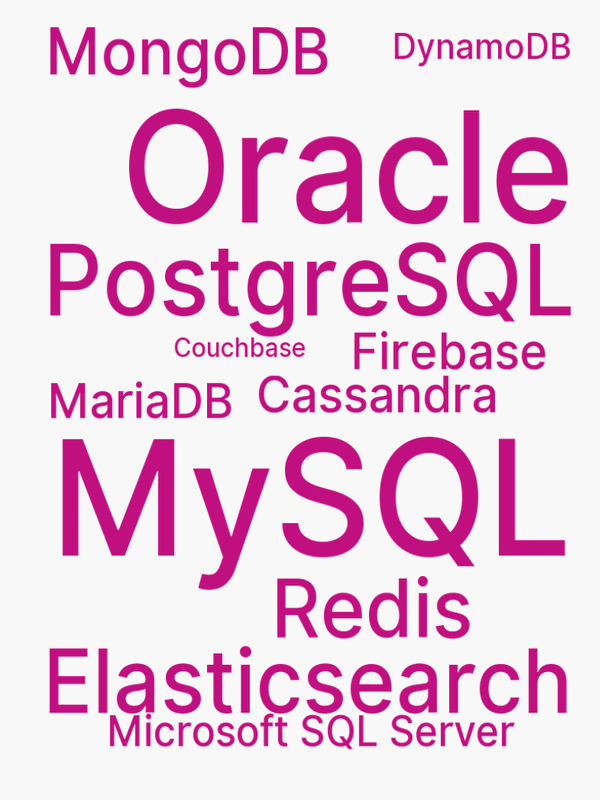 MongoDB
DynamoDB
Oracle
PostgreSQL
Couchbase
Firebase
MariaDB
Cassandra
MySQL
Redis
Elasticsearch
Microsoft SQL Server